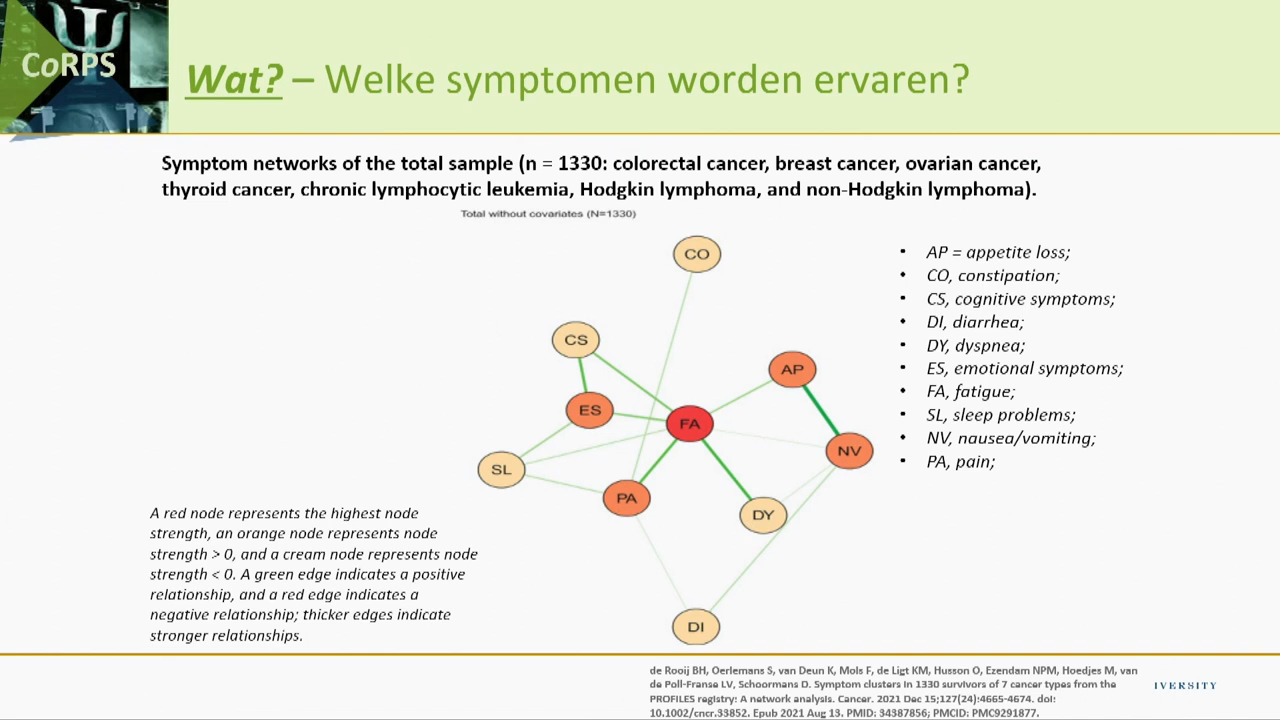 CoRPS
Wat? – Welke symptomen worden ervaren?
Symptom networks of the total sample (n = 1330: colorectal cancer, breast cancer, ovarian cancer,
thyroid cancer, chronic lymphocytic leukemia, Hodgkin lymphoma, and non-Hodgkin lymphoma).
Total without covariates (N=1330)
CO
CS
AP
ES
FA
NV
SL
PA
DY
DI
• AP = appetite loss;
• CO, constipation;
• CS, cognitive symptoms;
• DI, diarrhea;
• DY, dyspnea;
• ES, emotional symptoms;
• FA, fatigue;
• SL, sleep problems;
• NV, nausea/vomiting;
• PA, pain;
A red node represents the highest node
strength, an orange node represents node
strength > 0, and a cream node represents node
strength < 0. A green edge indicates a positive
relationship, and a red edge indicates a
negative relationship; thicker edges indicate
stronger relationships.
de Rooij BH, Oerlemans S, van Deun K, Mols F, de Ligt KM, Husson O, Ezendam NPM, Hoedjes M, van
de Poll-Franse LV, Schoormans D. Symptom clusters in 1330 survivors of 7 cancer types from the
PROFILES registry: A network analysis. Cancer. 2021 Dec 15;127(24):4665-4674. doi:
10.1002/cncr.33852. Epub 2021 Aug 13. PMID: 34387856; PMCID: PMC9291877.
IVERSITY